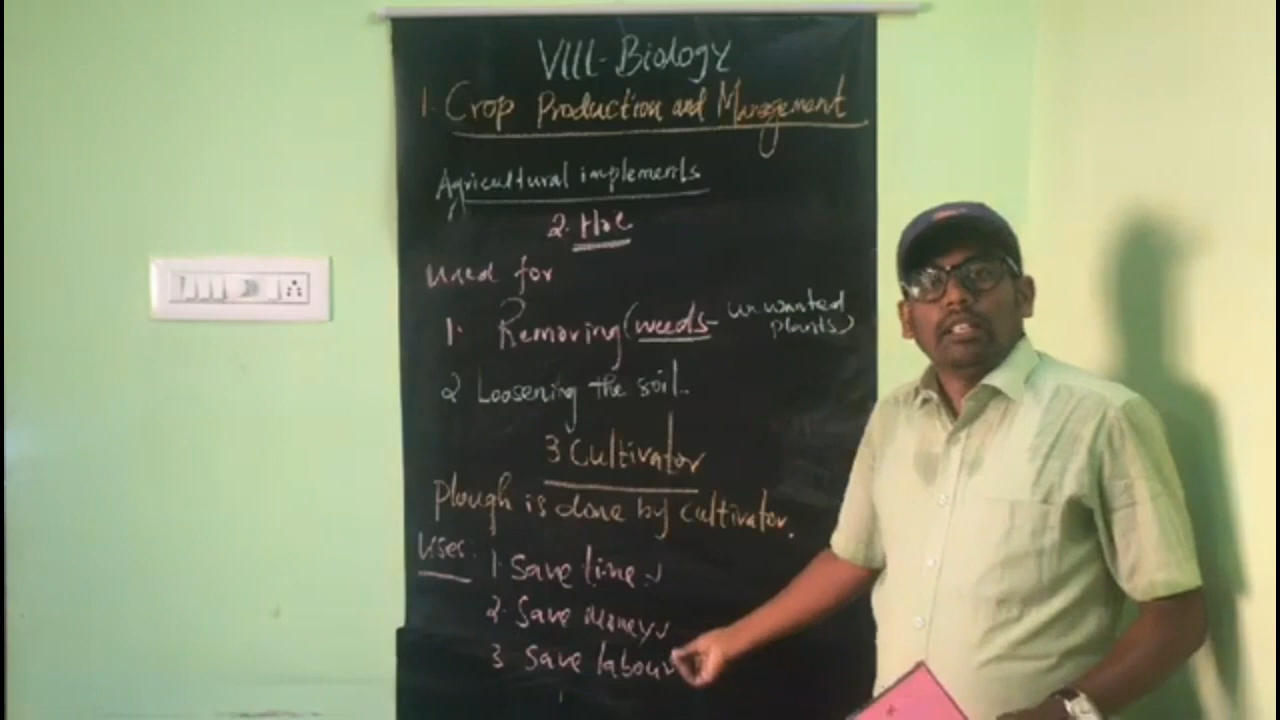 VIII-Biology
1. Crop Production and Management
Agricultural implements
2. Hoe
Used for
1. Removing (weeds- unwanted plants)
2 Loosening the soil.
3 Cultivator
Plough is done by cultivator.
Uses:
1. Save time
2. Save Money
3 Save labour